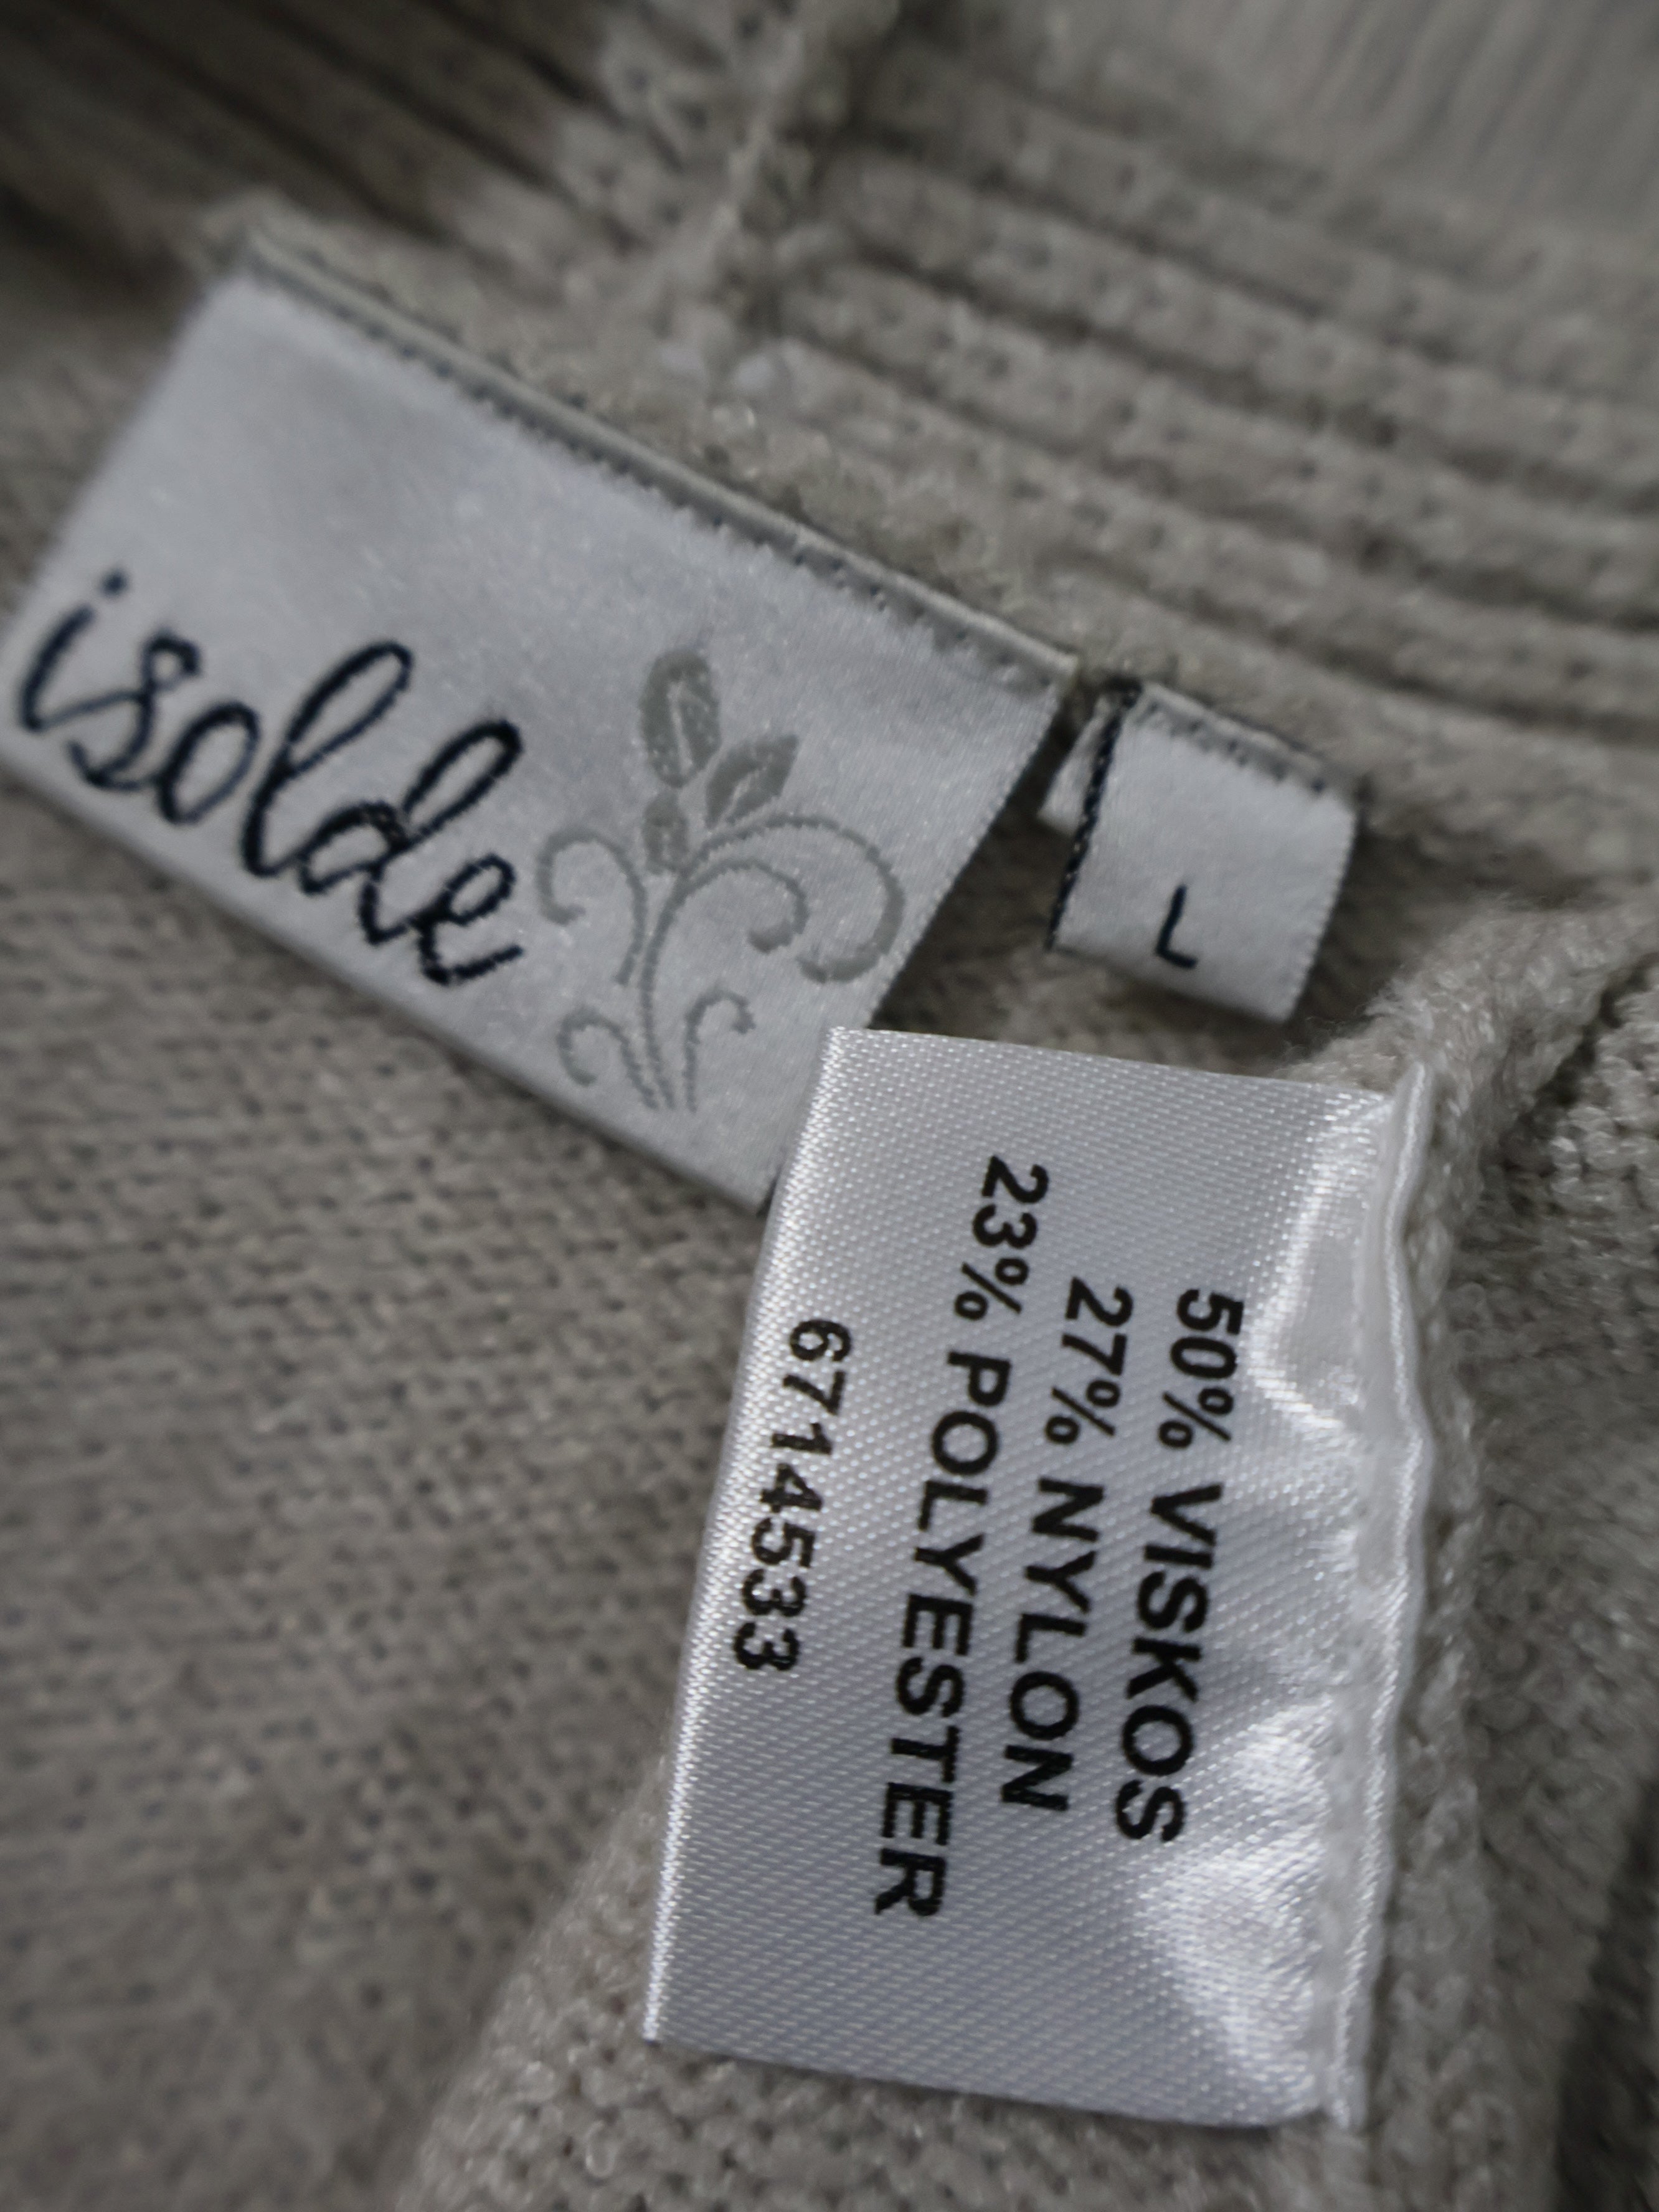 isolde
L
50% VISKOS
27% NYLON
23% POLYESTER
6714533